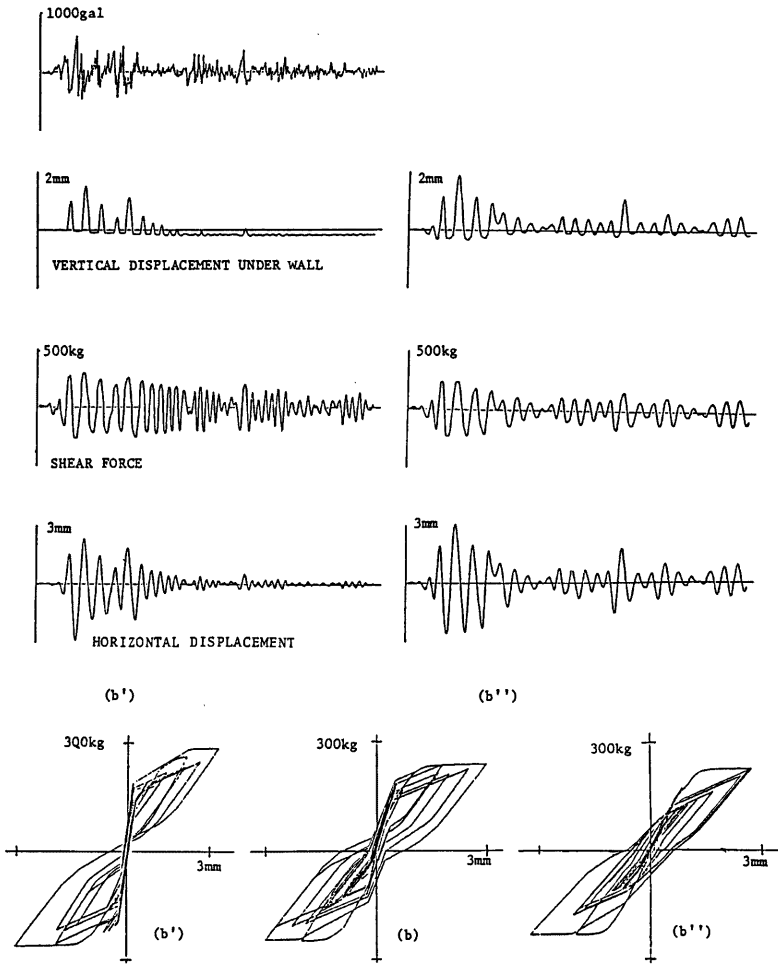 1000gal
2mm
2mm
VERTICAL DISPLACEMENT UNDER WALL
500kg
500kg
SHEAR FORCE
3mm
3mm
HORIZONTAL DISPLACEMENT
(b')
(b'')
300kg
300kg
300kg
3mm
3mm
3mm
(b')
(b)
(b'')